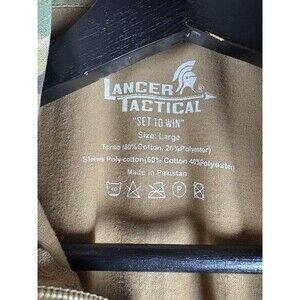 LANCER
TACTICAL
"SET TO WIN"
Size: Large
Torso (80%Cotton, 20%Polyester)
Sleeves Poly-cotton(60% Cotton,40%Polyester)
Made in Pakistan
P